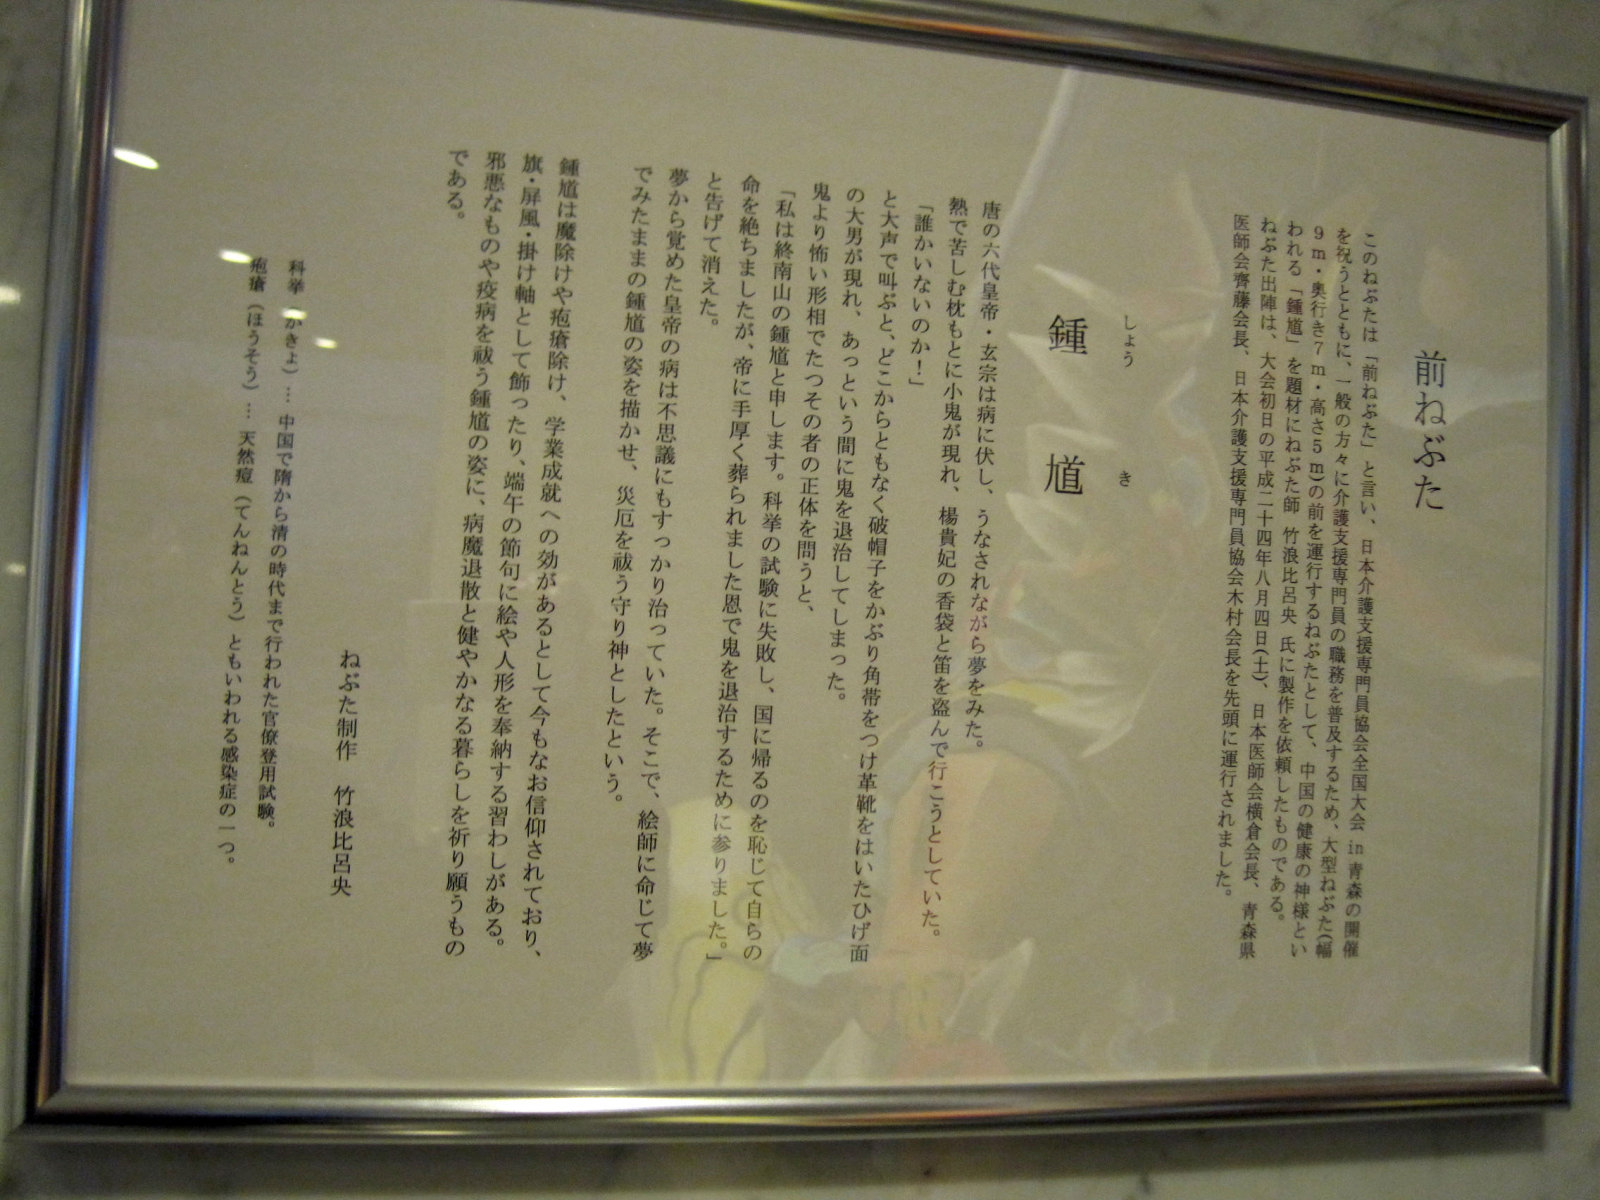 前ねぶた
このねぶたは「前ねぶた」と言い、日本介護支援専門員協会全国大会 in 青森の開催
を祝うとともに、一般の方々に介護支援専門員の職務を普及するため、大型ねぶた(幅
9m・奥行き7m・高さ5m)の前を運行するねぶたとして、中国の健康の神様とい
われる「鍾馗」を題材にねぶた師 竹浪比呂央 氏に製作を依頼したものである。
ねぶた出陣は、大会初日の平成二十四年八月四日(土)、日本医師会横倉会長、青森県
医師会齊藤会長、日本介護支援専門員協会木村会長を先頭に運行されました。
しょう き
鍾馗
唐の六代皇帝・玄宗は病に伏し、うなされながら夢をみた。
熱で苦しむ枕もとに小鬼が現れ、楊貴妃の香袋と笛を盗んで行こうとしていた。
「誰かいないのか！」
と大声で叫ぶと、どこからともなく破帽子をかぶり角帯をつけ革靴をはいたひげ面
の大男が現れ、あっという間に鬼を退治してしまった。
鬼より怖い形相でたつその者の正体を問うと、
「私は終南山の鍾馗と申します。科挙の試験に失敗し、国に帰るのを恥じて自らの
命を絶ちましたが、帝に手厚く葬られました恩で鬼を退治するために参りました。」
と告げて消えた。
夢から覚めた皇帝の病は不思議にもすっかり治っていた。そこで、絵師に命じて夢
でみたままの鍾馗の姿を描かせ、災厄を祓う守り神としたという。
鍾馗は魔除けや疱瘡除け、学業成就への効があるとして今もなお信仰されており、
旗・屏風・掛け軸として飾ったり、端午の節句に絵や人形を奉納する習わしがある。
邪悪なものや疫病を祓う鍾馗の姿に、病魔退散と健やかなる暮らしを祈り願うもの
である。
ねぶた制作 竹浪比呂央
科挙（かきょ）… 中国で隋から清の時代まで行われた官僚登用試験。
疱瘡（ほうそう）… 天然痘（てんねんとう）ともいわれる感染症の一つ。